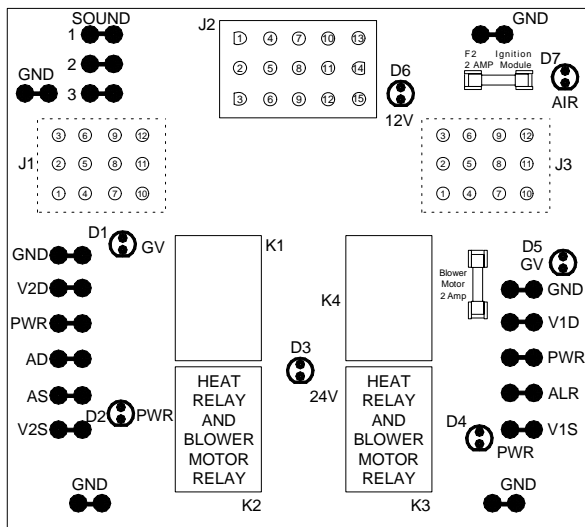 SOUND
1
2
3
GND
J2
1 4 7 10 13
2 5 8 11 14
3 6 9 12 15
D6
12V
GND
F2 Ignition
2 AMP Module
D7
AIR
J1
3 6 9 12
2 5 8 11
1 4 7 10
J3
3 6 9 12
2 5 8 11
1 4 7 10
D1
GV
GND
V2D
PWR
AD
AS
V2S
D2
PWR
GND
K1
K4
HEAT
RELAY
AND
BLOWER
MOTOR
RELAY
K2
D3
24V
HEAT
RELAY
AND
BLOWER
MOTOR
RELAY
K3
Blower
Motor
2 Amp
D5
GV
GND
V1D
PWR
ALR
V1S
D4
PWR
GND